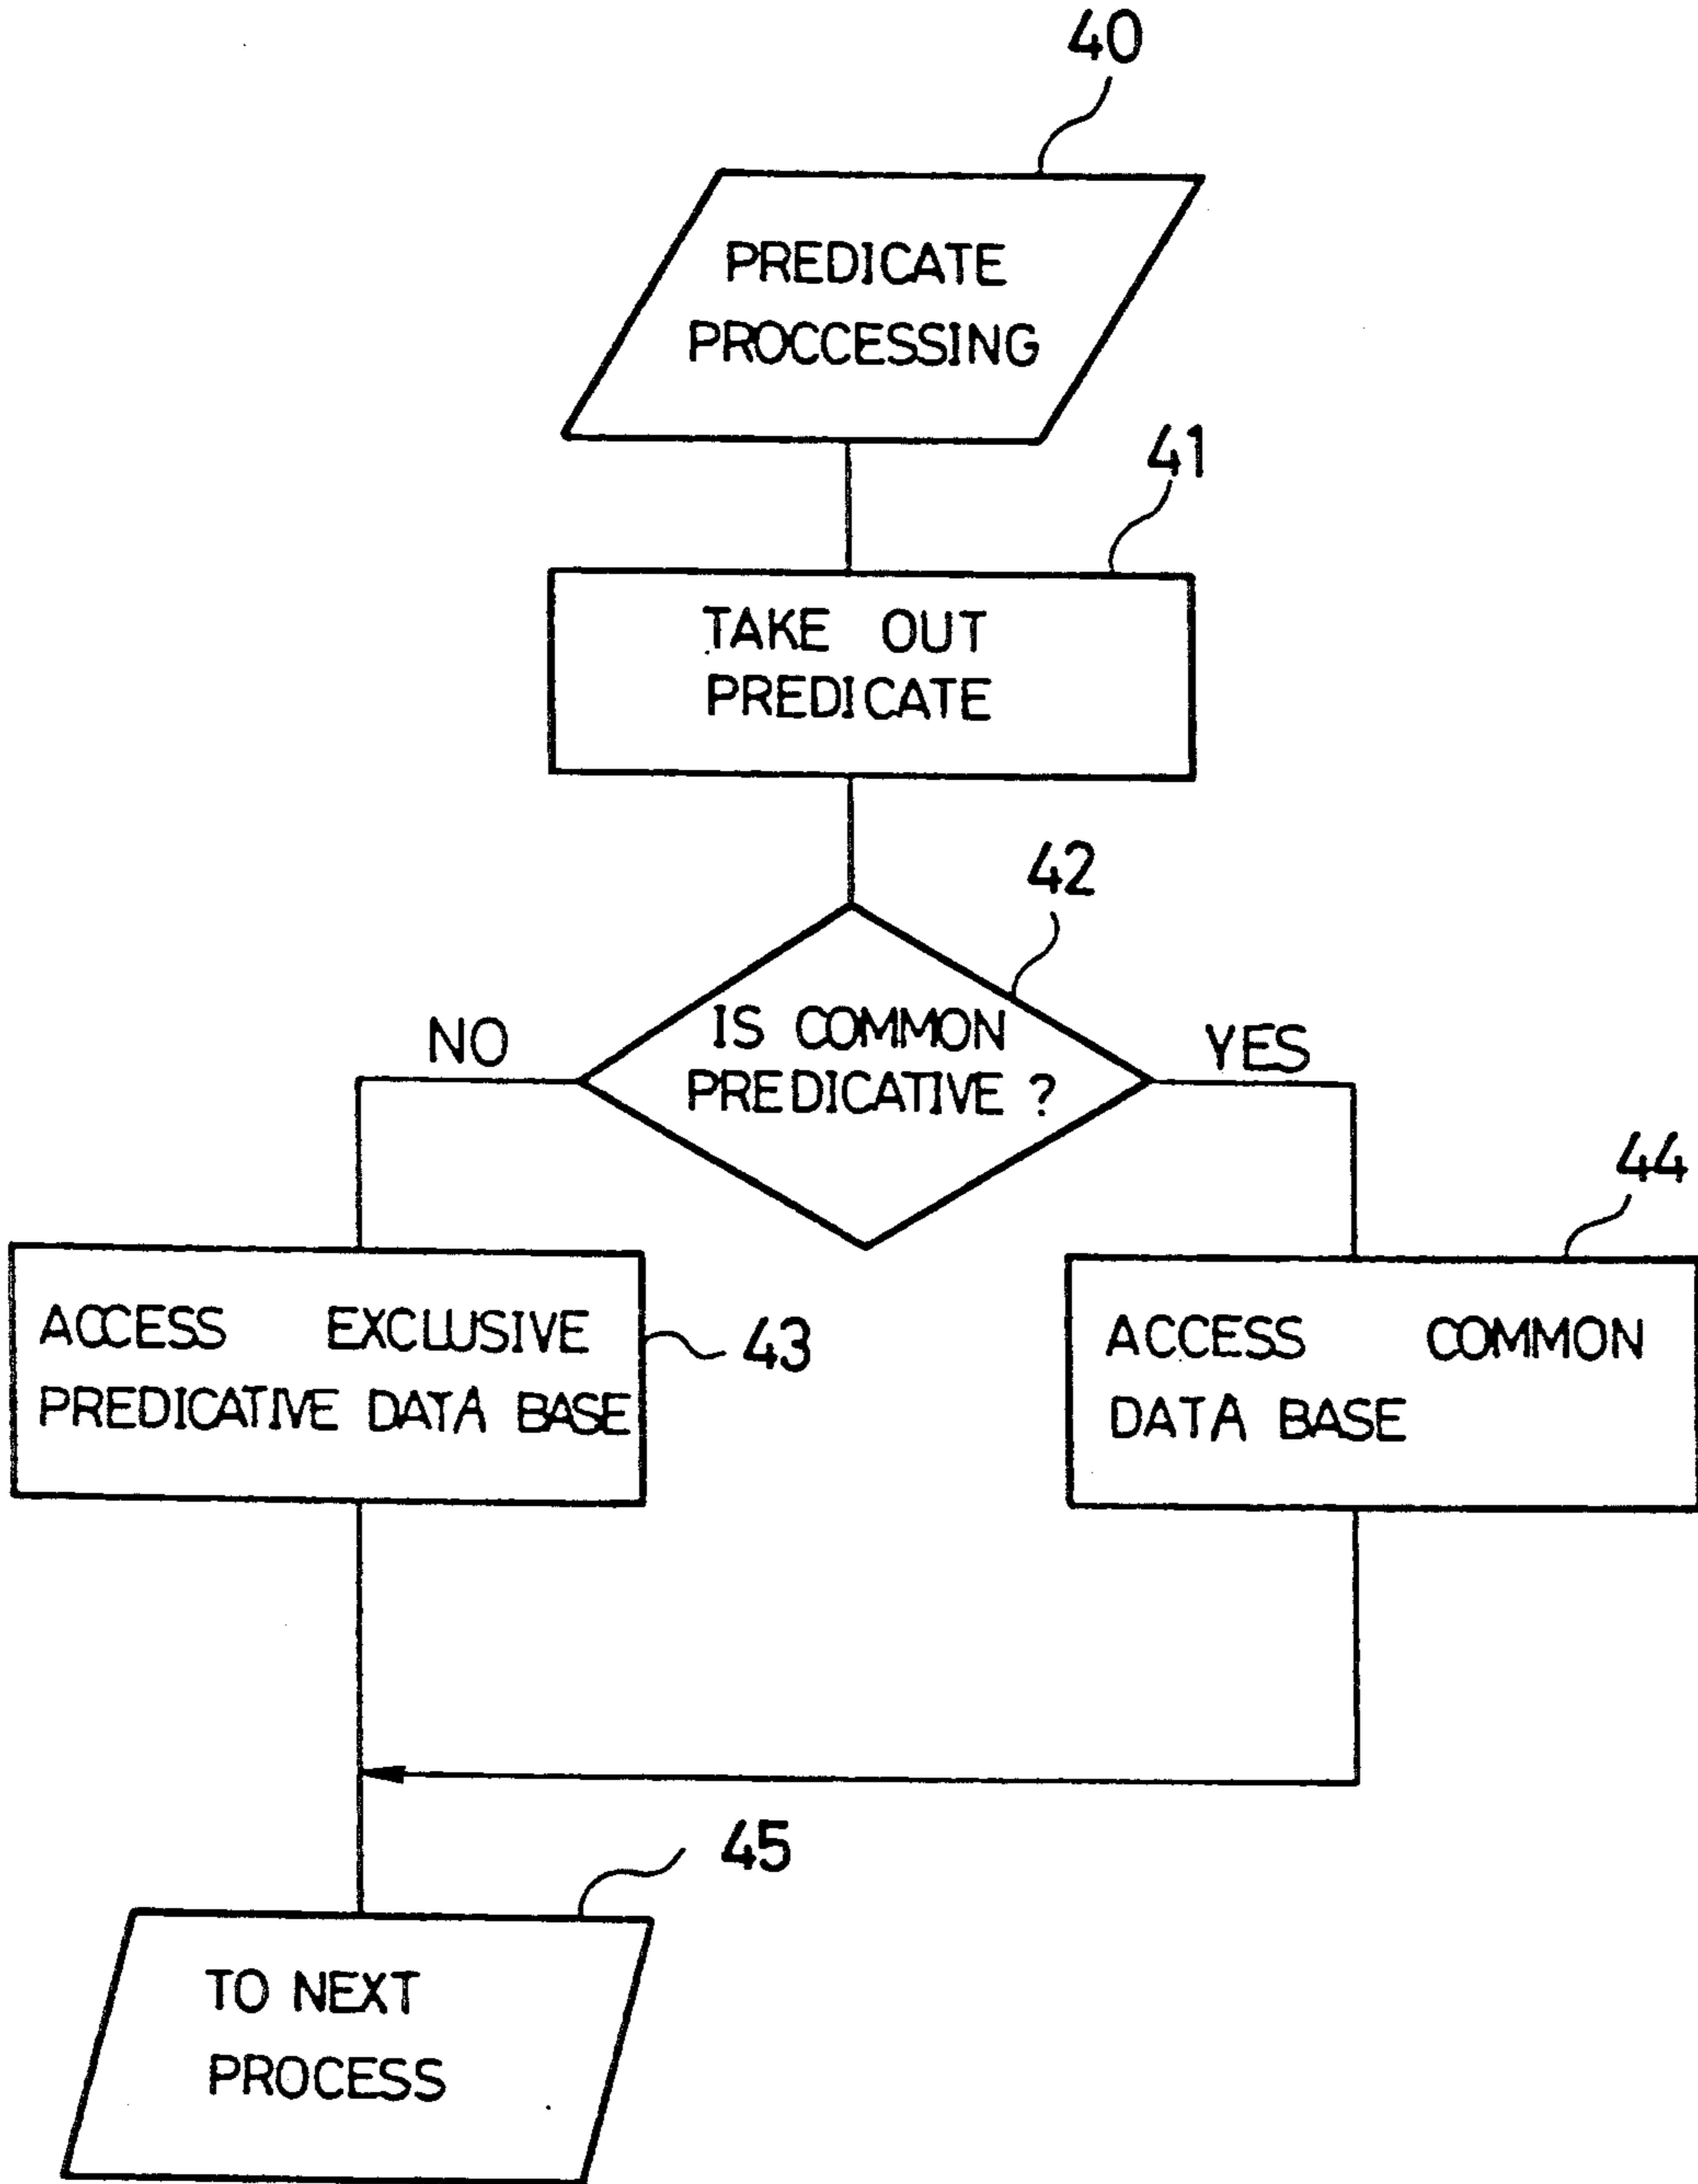 40
PREDICATE
PROCCESSING
41
TAKE OUT
PREDICATE
42
IS COMMON
PREDICATIVE ?
NO
YES
44
ACCESS EXCLUSIVE
PREDICATIVE DATA BASE
43
ACCESS COMMON
DATA BASE
45
TO NEXT
PROCESS